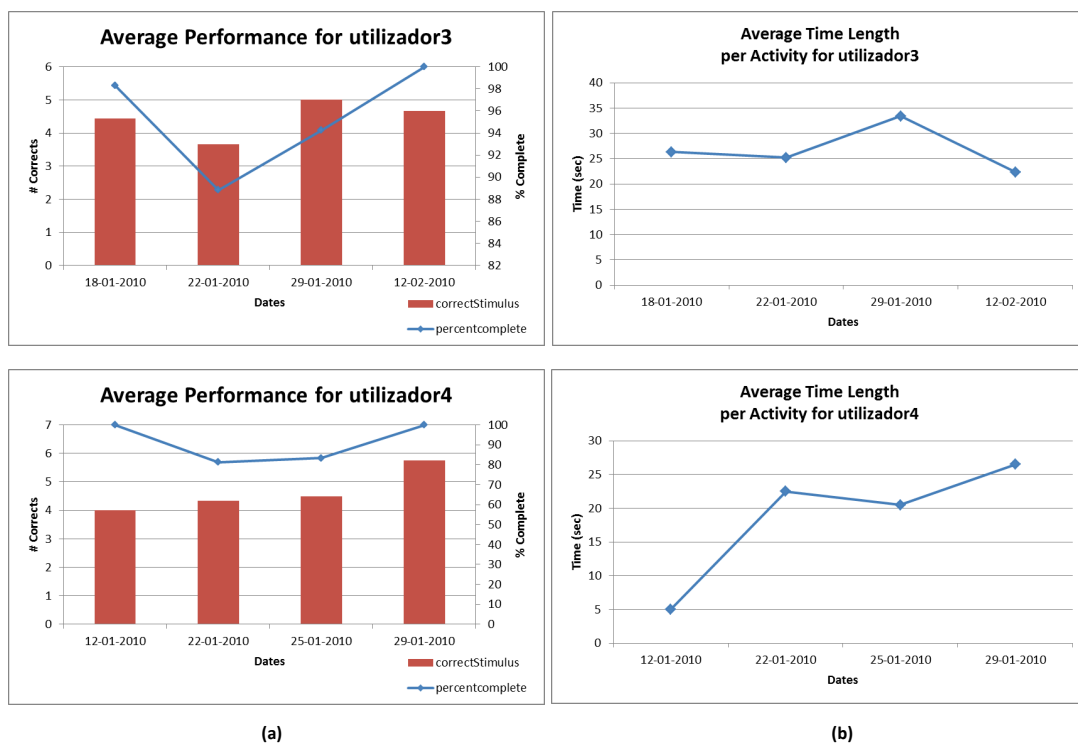 Average Performance for utilizador3
6
5
4
3
2
1
0
# Corrects
100
98
96
94
92
90
88
86
84
82
% Complete
18-01-2010 22-01-2010 29-01-2010 12-02-2010
Dates
correctStimulus
percentcomplete
Average Time Length
per Activity for utilizador3
40
35
30
25
20
15
10
5
0
Time (sec)
18-01-2010 22-01-2010 29-01-2010 12-02-2010
Dates
Average Performance for utilizador4
7
6
5
4
3
2
1
0
# Corrects
100
90
80
70
60
50
40
30
20
10
0
% Complete
12-01-2010 22-01-2010 25-01-2010 29-01-2010
Dates
correctStimulus
percentcomplete
Average Time Length
per Activity for utilizador4
30
25
20
15
10
5
0
Time (sec)
12-01-2010 22-01-2010 25-01-2010 29-01-2010
Dates
(a)
(b)